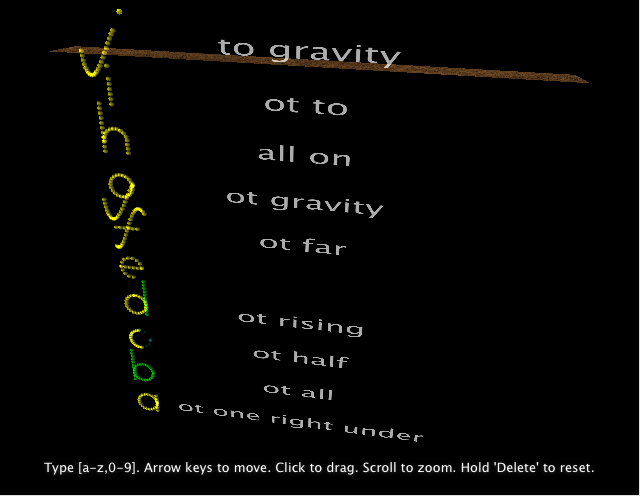 j
to gravity
i
ot to
h
all on
g
ot gravity
f
ot far
e
d
ot rising
c
ot half
b
ot all
a
ot one right under
Type [a-z,0-9]. Arrow keys to move. Click to drag. Scroll to zoom. Hold 'Delete' to reset.